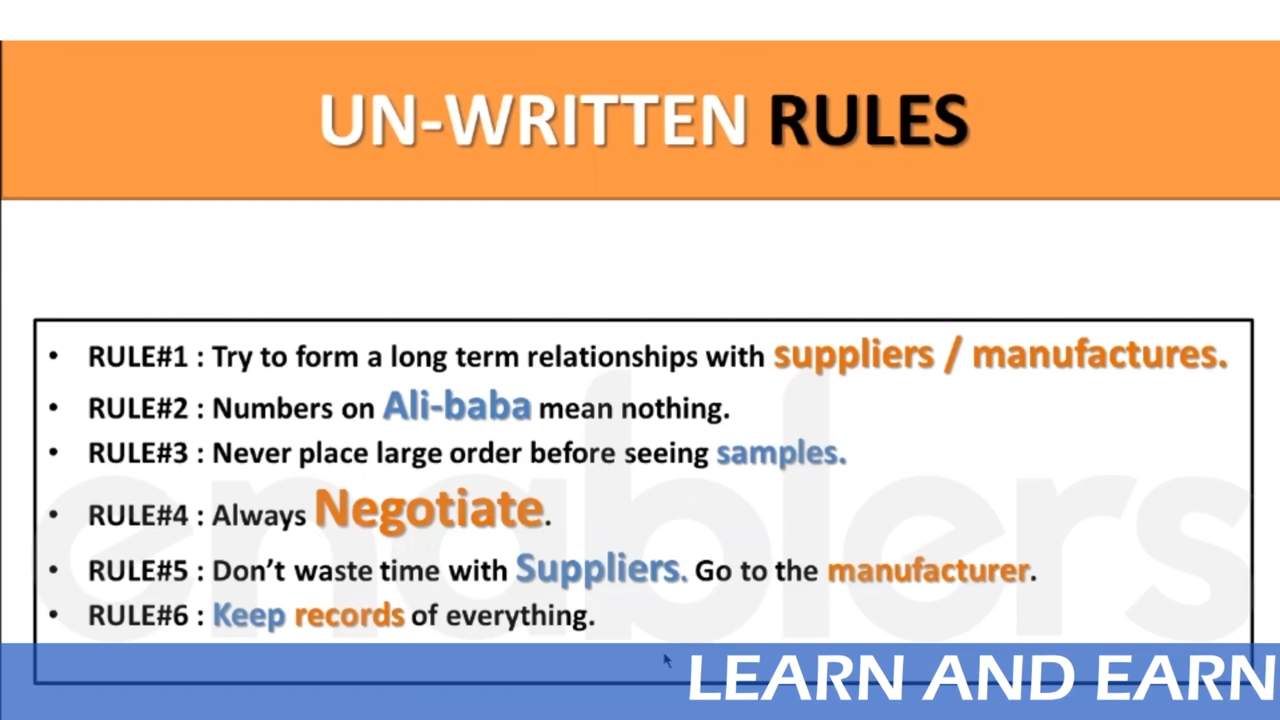 UN-WRITTEN RULES
• RULE#1 : Try to form a long term relationships with suppliers / manufactures.
• RULE#2 : Numbers on Ali-baba mean nothing.
• RULE#3 : Never place large order before seeing samples.
• RULE#4 : Always Negotiate.
• RULE#5 : Don’t waste time with Suppliers. Go to the manufacturer.
• RULE#6 : Keep records of everything.
enablers
LEARN AND EARN